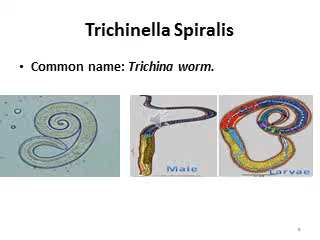 Trichinella Spiralis
• Common name: Trichina worm.
Male
Larvae